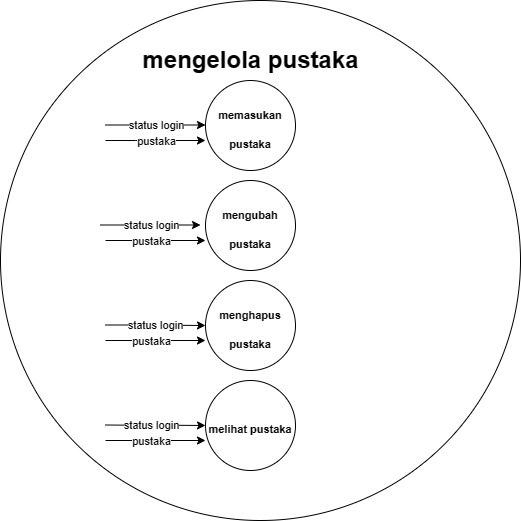 mengelola pustaka
memasukan
status login
pustaka
pustaka
mengubah
status login
pustaka
pustaka
menghapus
status login
pustaka
pustaka
status login
melihat pustaka
pustaka